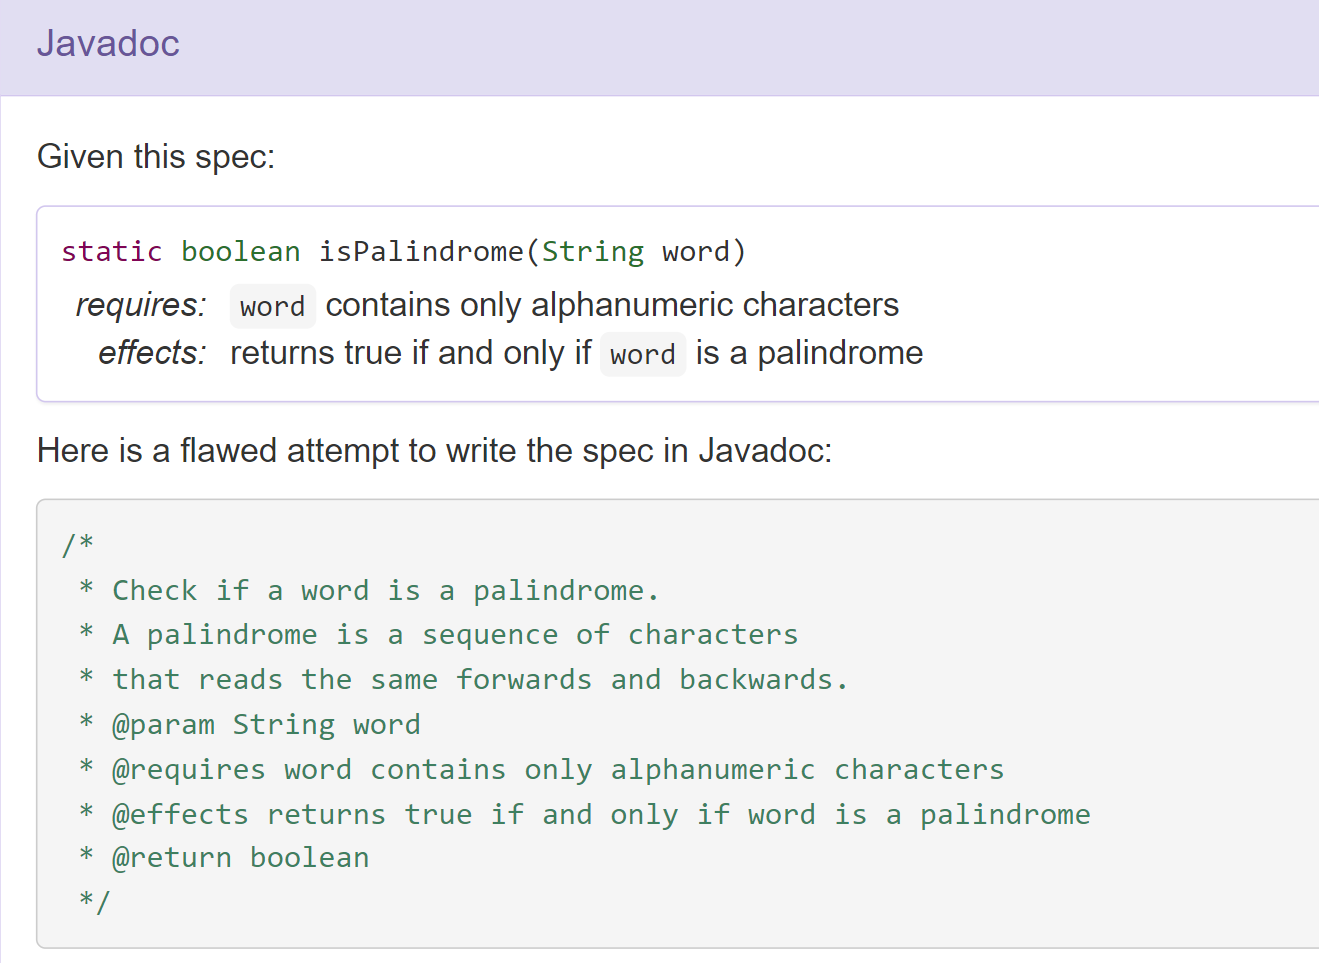 Javadoc
Given this spec:
static boolean isPalindrome(String word)
requires: word contains only alphanumeric characters
effects: returns true if and only if word is a palindrome
Here is a flawed attempt to write the spec in Javadoc:
/*
 * Check if a word is a palindrome.
 * A palindrome is a sequence of characters
 * that reads the same forwards and backwards.
 * @param String word
 * @requires word contains only alphanumeric characters
 * @effects returns true if and only if word is a palindrome
 * @return boolean
 */